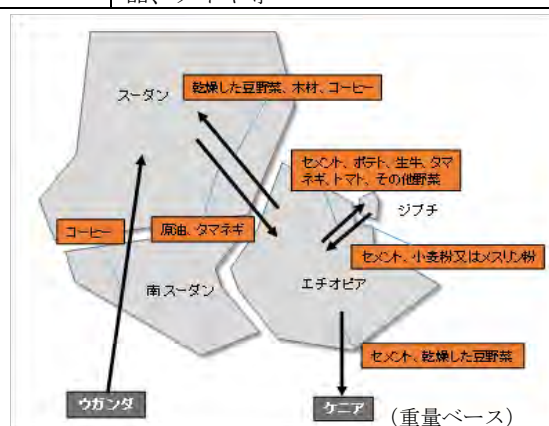 スーダン
乾燥した豆野菜、木材、コーヒー
セメント、ポテト、生牛、タマ
ネギ、トマト、その他野菜
ジブチ
コーヒー
原油、タマネギ
セメント、小麦粉又はメスリン粉
南スーダン
エチオピア
セメント、乾燥した豆野菜
ウガンダ
ケニア
(重量ベース)